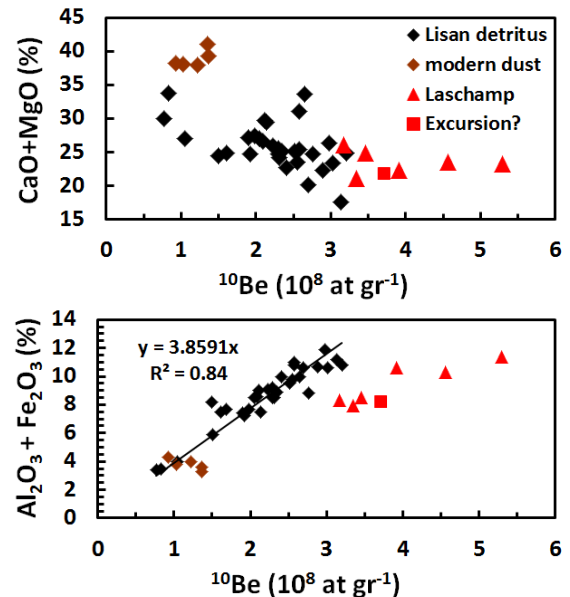 CaO+MgO (%)
45
40
35
30
25
20
15
Lisan detritus
modern dust
Laschamp
Excursion?
0 1 2 3 4 5 6
¹⁰Be (10⁸ at gr⁻¹)
Al₂O₃ + Fe₂O₃ (%)
14
12
10
8
6
4
2
0
y = 3.8591x
R² = 0.84
0 1 2 3 4 5 6
¹⁰Be (10⁸ at gr⁻¹)